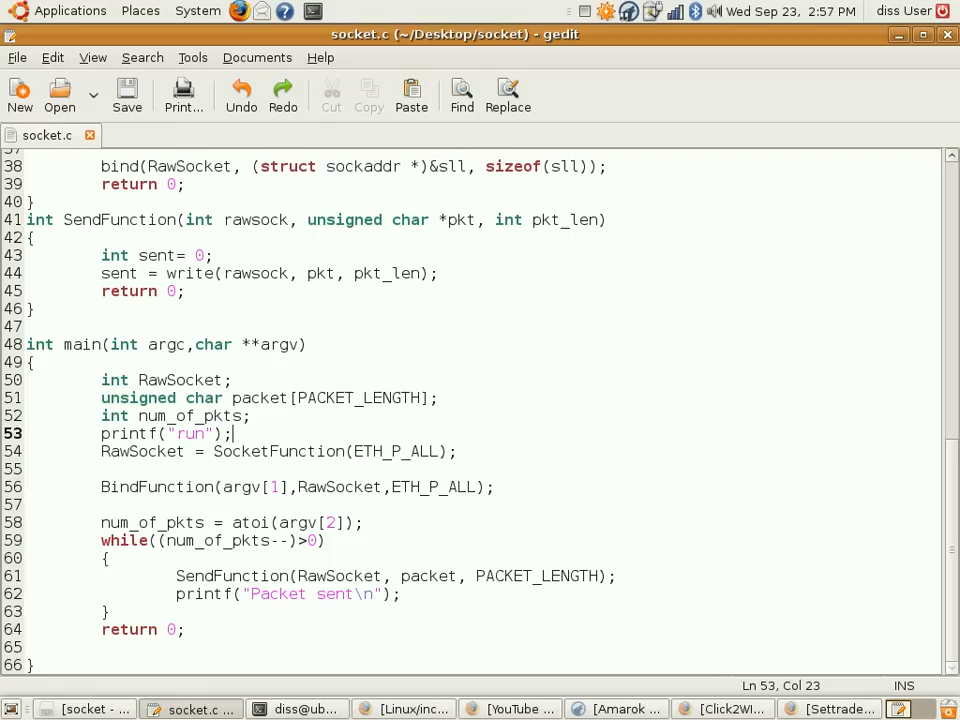 Applications Places System Wed Sep 23, 2:57 PM diss User
socket.c (~/Desktop/socket) - gedit
File Edit View Search Tools Documents Help
New Open Save Print... Undo Redo Cut Copy Paste Find Replace
socket.c
37
38 bind(RawSocket, (struct sockaddr *)&sll, sizeof(sll));
39 return 0;
40 }
41 int SendFunction(int rawsock, unsigned char *pkt, int pkt_len)
42 {
43 int sent= 0;
44 sent = write(rawsock, pkt, pkt_len);
45 return 0;
46 }
47
48 int main(int argc,char **argv)
49 {
50 int RawSocket;
51 unsigned char packet[PACKET_LENGTH];
52 int num_of_pkts;
53 printf("run");
54 RawSocket = SocketFunction(ETH_P_ALL);
55
56 BindFunction(argv[1],RawSocket,ETH_P_ALL);
57
58 num_of_pkts = atoi(argv[2]);
59 while((num_of_pkts--)>0)
60 {
61 SendFunction(RawSocket, packet, PACKET_LENGTH);
62 printf("Packet sent\n");
63 }
64 return 0;
65
66 }
Ln 53, Col 23 INS
[socket - ... socket.c ... diss@ub... [Linux/inc... [YouTube ... [Amarok ... [Click2WI... [Settrade...